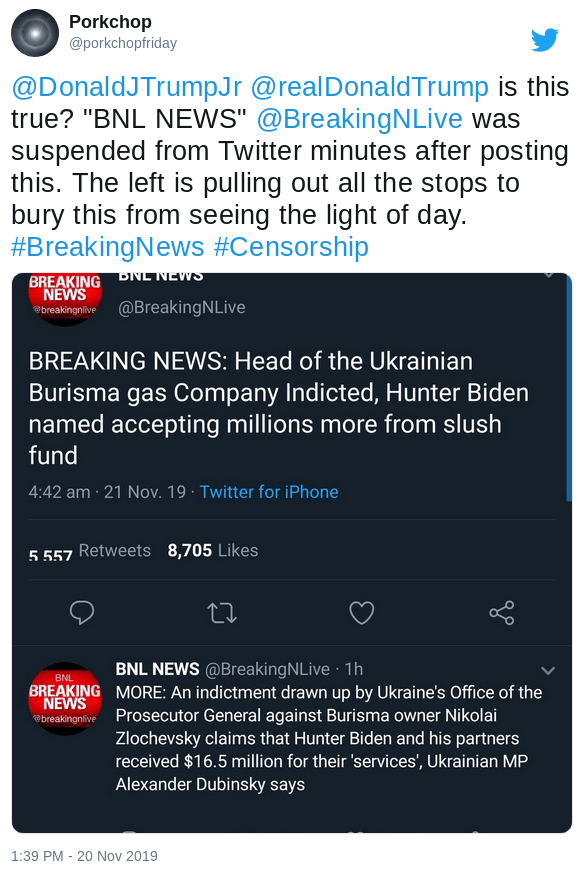 Porkchop
@porkchopfriday
@DonaldJTrumpJr @realDonaldTrump is this
true? "BNL NEWS" @BreakingNLive was
suspended from Twitter minutes after posting
this. The left is pulling out all the stops to
bury this from seeing the light of day.
#BreakingNews #Censorship
BREAKING
NEWS
@breakingnlive
BNL NEWS
@BreakingNLive
BREAKING NEWS: Head of the Ukrainian
Burisma gas Company Indicted, Hunter Biden
named accepting millions more from slush
fund
4:42 am · 21 Nov. 19 · Twitter for iPhone
5,557 Retweets 8,705 Likes
BNL
BREAKING
NEWS
@breakingnlive
BNL NEWS @BreakingNLive · 1h
MORE: An indictment drawn up by Ukraine's Office of the
Prosecutor General against Burisma owner Nikolai
Zlochevsky claims that Hunter Biden and his partners
received $16.5 million for their 'services', Ukrainian MP
Alexander Dubinsky says
1:39 PM - 20 Nov 2019